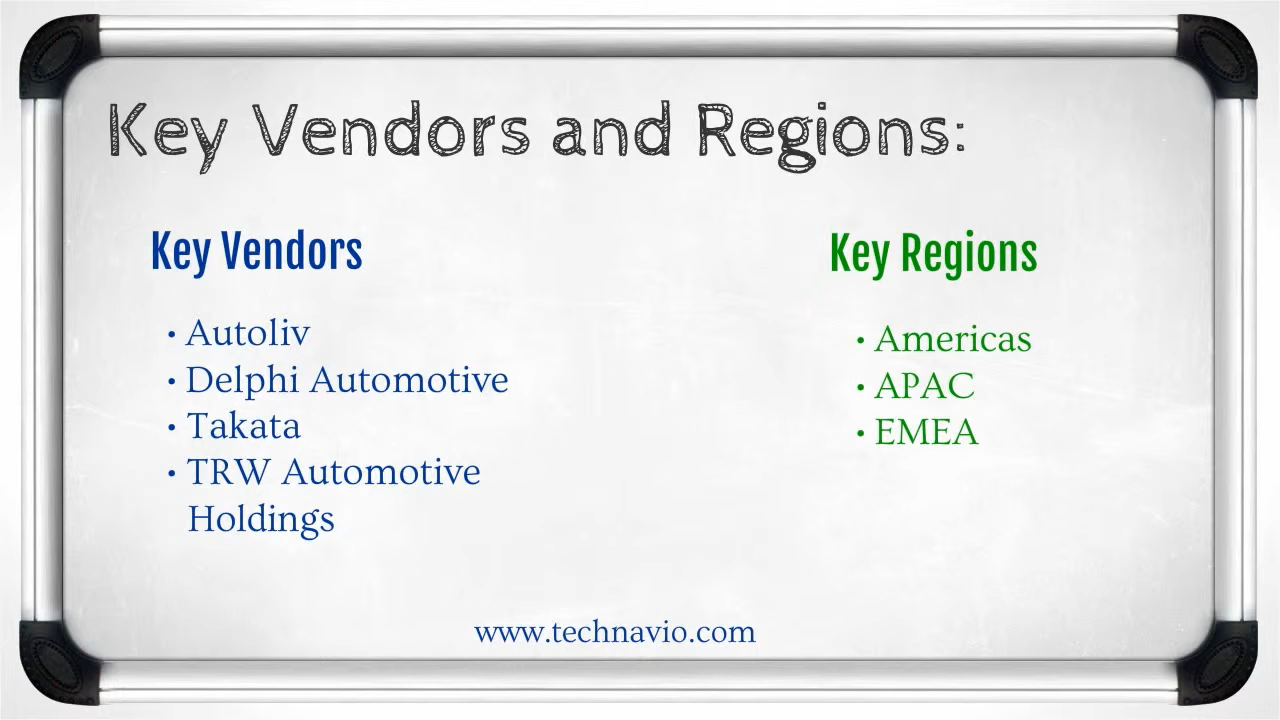 Key Vendors and Regions:
Key Vendors
• Autoliv
• Delphi Automotive
• Takata
• TRW Automotive
Holdings
Key Regions
• Americas
• APAC
• EMEA
www.technavio.com